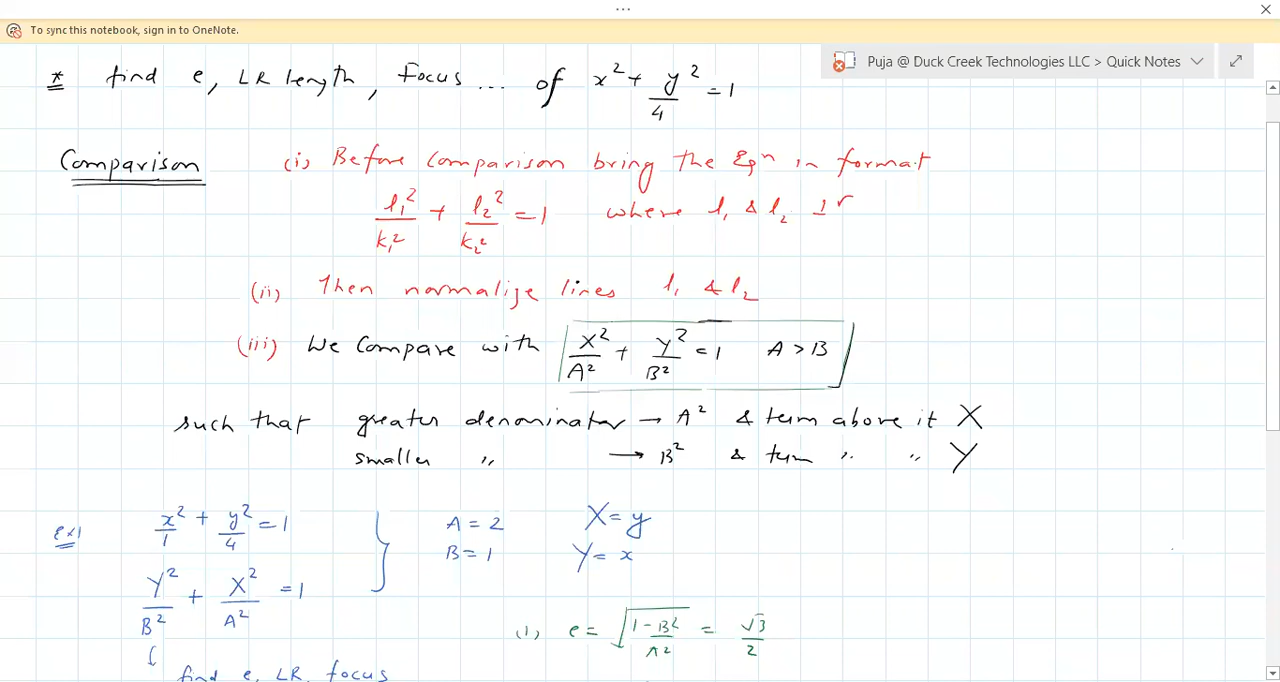 To sync this notebook, sign in to OneNote.
Puja @ Duck Creek Technologies LLC > Quick Notes
* find e, LR length, Focus ... of x² + y²/4 = 1
Comparison (i) Before comparison bring the Eqⁿ in format
l₁²/k₁² + l₂²/k₂² = 1 where l₁ & l₂ ⊥r
(ii) Then normalize lines l₁ & l₂
(iii) We Compare with X²/A² + Y²/B² = 1 A > B
such that greater denominator → A² & term above it X
smaller " → B² & term " " Y
ex1 x²/1 + y²/4 = 1 A = 2 X = y
B = 1 Y = x
Y²/B² + X²/A² = 1
(1) e = √(1 - B²/A²) = √3/2
find e, LR, focus